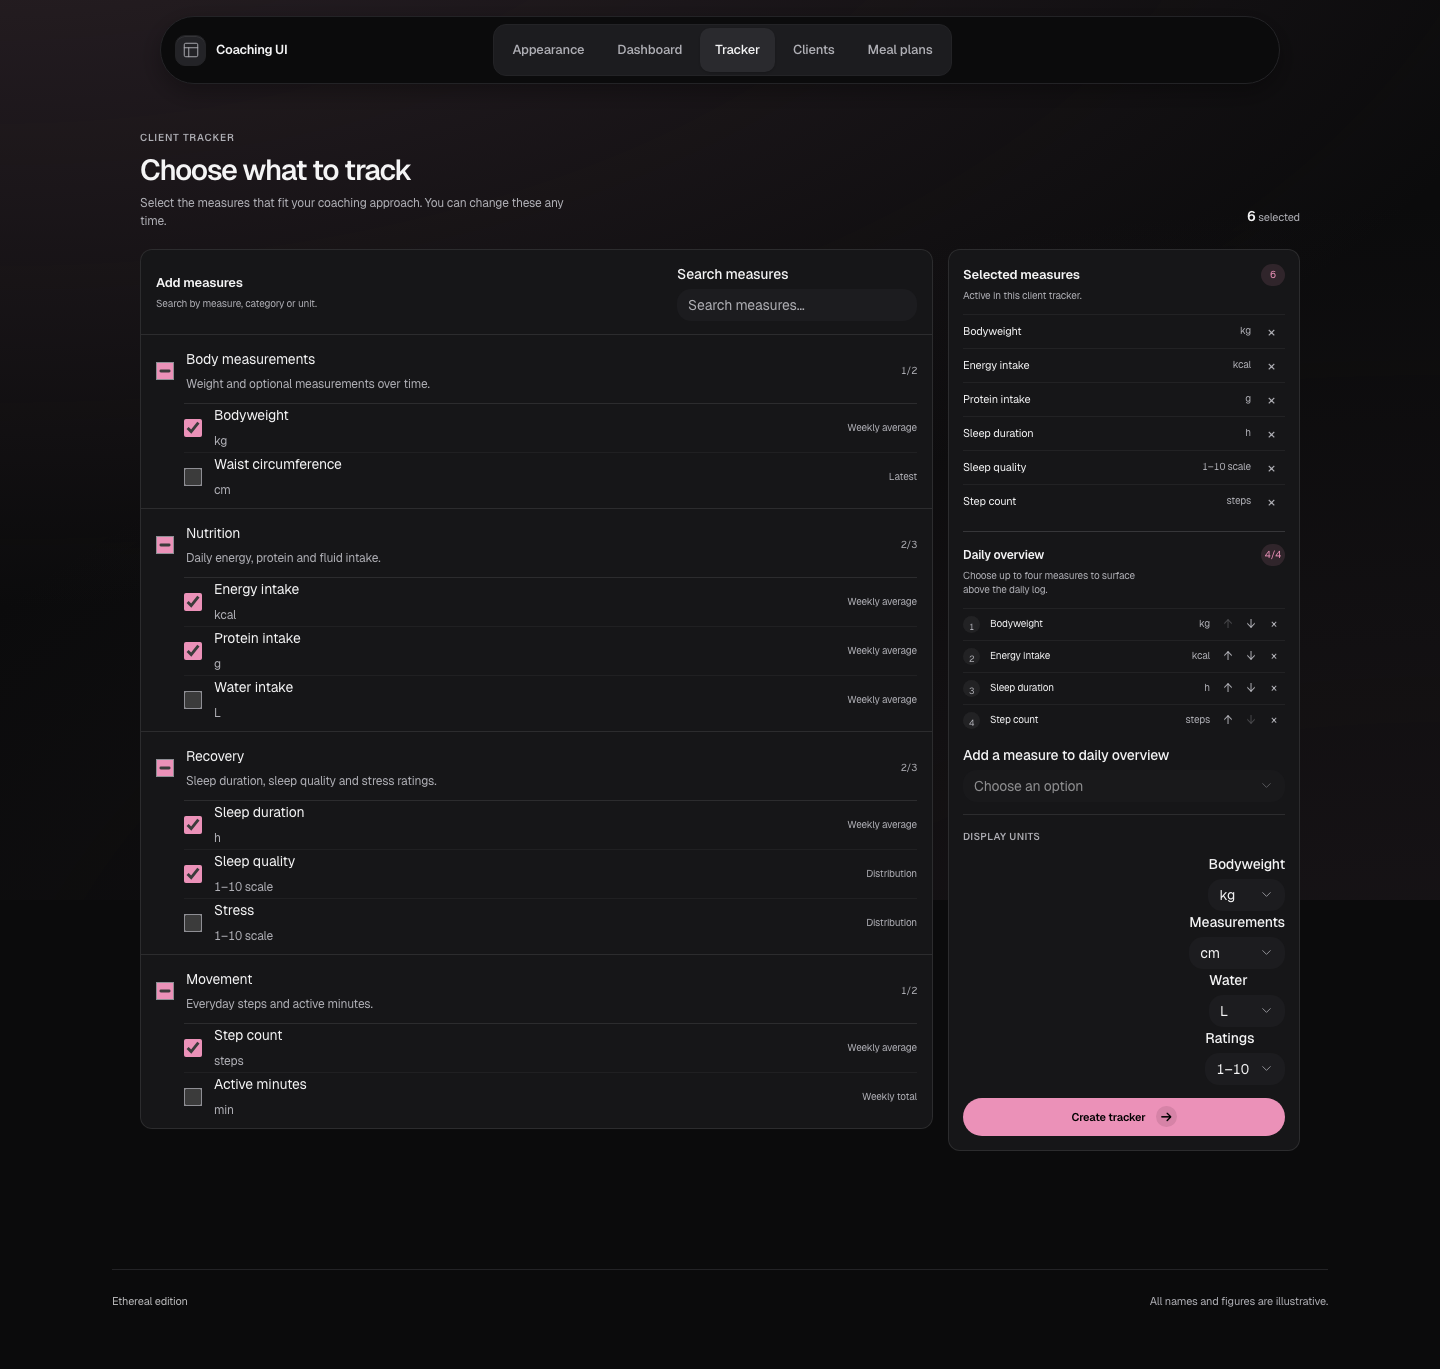 Coaching UI
Appearance
Dashboard
Tracker
Clients
Meal plans
CLIENT TRACKER
Choose what to track
Select the measures that fit your coaching approach. You can change these any
time.
6 selected
Add measures
Search by measure, category or unit.
Search measures
Search measures...
Body measurements
Weight and optional measurements over time.
1/2
Bodyweight
kg
Weekly average
Waist circumference
cm
Latest
Nutrition
Daily energy, protein and fluid intake.
2/3
Energy intake
kcal
Weekly average
Protein intake
g
Weekly average
Water intake
L
Weekly average
Recovery
Sleep duration, sleep quality and stress ratings.
2/3
Sleep duration
h
Weekly average
Sleep quality
1–10 scale
Distribution
Stress
1–10 scale
Distribution
Movement
Everyday steps and active minutes.
1/2
Step count
steps
Weekly average
Active minutes
min
Weekly total
Selected measures
6
Active in this client tracker.
Bodyweight kg ×
Energy intake kcal ×
Protein intake g ×
Sleep duration h ×
Sleep quality 1–10 scale ×
Step count steps ×
Daily overview
4/4
Choose up to four measures to surface
above the daily log.
1 Bodyweight kg ↑ ↓ ×
2 Energy intake kcal ↑ ↓ ×
3 Sleep duration h ↑ ↓ ×
4 Step count steps ↑ ↓ ×
Add a measure to daily overview
Choose an option
DISPLAY UNITS
Bodyweight
kg
Measurements
cm
Water
L
Ratings
1–10
Create tracker →
Ethereal edition
All names and figures are illustrative.